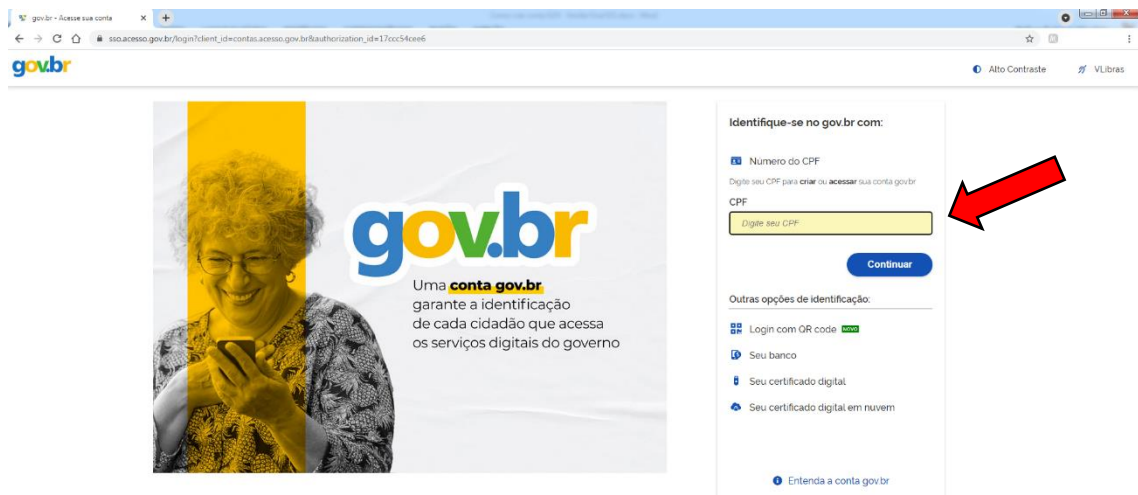 gov.br - Acesse sua conta
sso.acesso.gov.br/login?client_id=contas.acesso.gov.br&authorization_id=17ccc54cee6
gov.br
Alto Contraste
VLibras
gov.br
Uma conta gov.br
garante a identificação
de cada cidadão que acessa
os serviços digitais do governo
Identifique-se no gov.br com:
Número do CPF
Digite seu CPF para criar ou acessar sua conta gov.br
CPF
Digite seu CPF
Continuar
Outras opções de identificação:
Login com QR code NOVO
Seu banco
Seu certificado digital
Seu certificado digital em nuvem
Entenda a conta gov.br